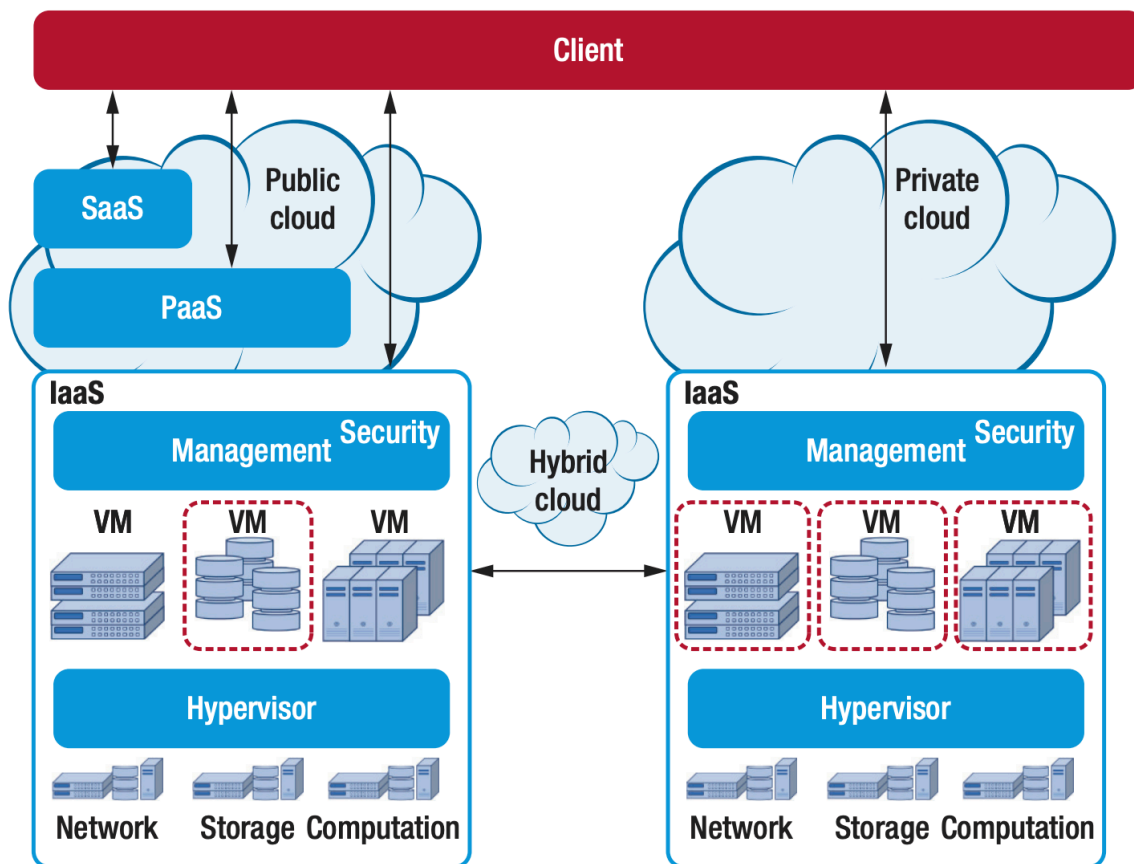 Client
Public
cloud
SaaS
PaaS
Private
cloud
IaaS
Security
Management
VM
VM
VM
Hypervisor
Network
Storage
Computation
Hybrid
cloud
IaaS
Security
Management
VM
VM
VM
Hypervisor
Network
Storage
Computation